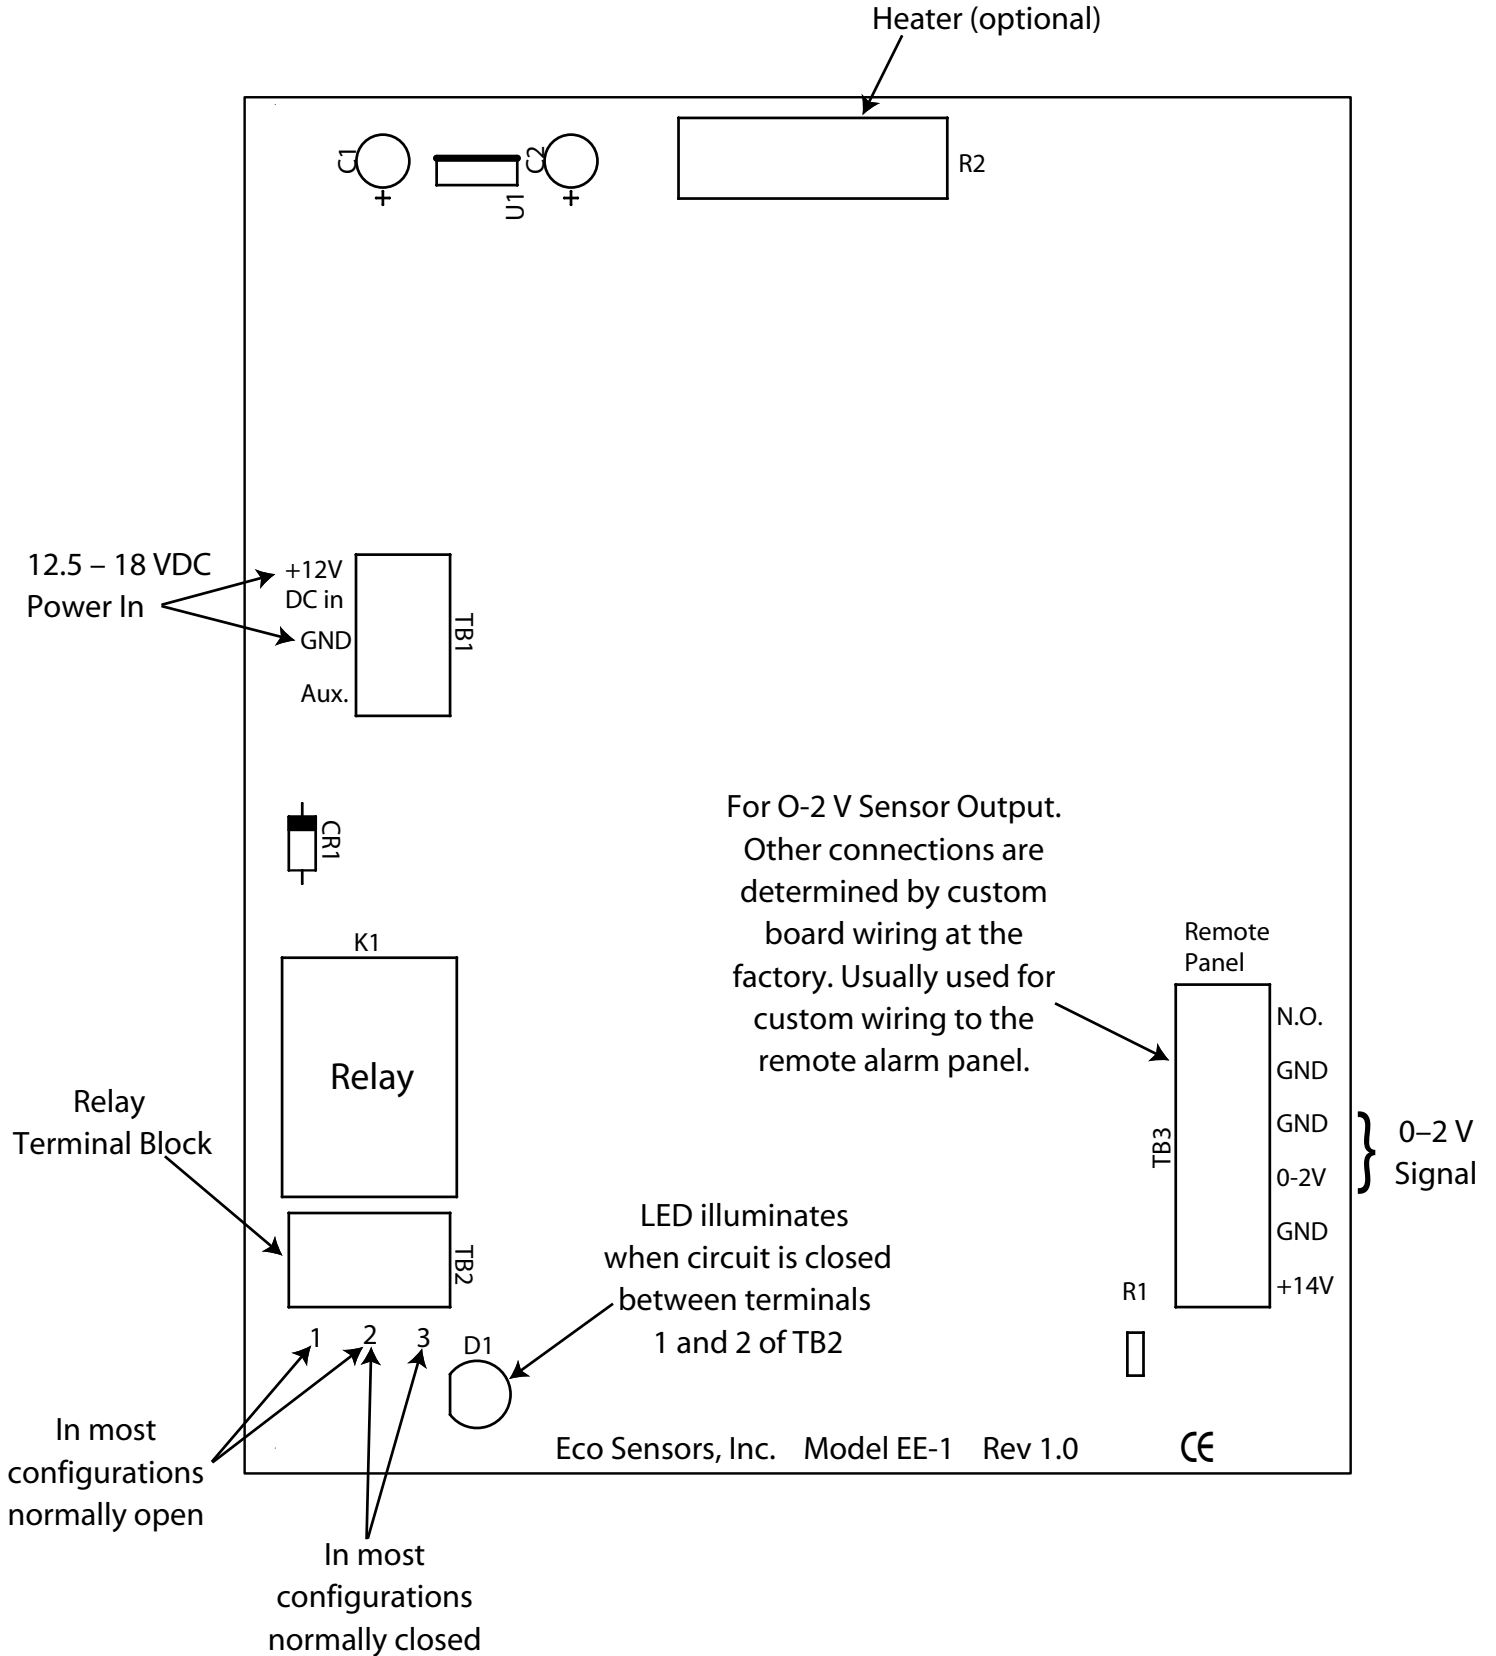 Heater (optional)
C1
U1
C2
R2
+
+
12.5 – 18 VDC
Power In
+12V
DC in
GND
Aux.
TB1
CR1
For O-2 V Sensor Output.
Other connections are
determined by custom
board wiring at the
factory. Usually used for
custom wiring to the
remote alarm panel.
K1
Relay
Remote
Panel
N.O.
GND
GND
0-2V
GND
+14V
TB3
} 0–2 V
Signal
Relay
Terminal Block
TB2
LED illuminates
when circuit is closed
between terminals
1 and 2 of TB2
R1
1 2 3
D1
In most
configurations
normally open
Eco Sensors, Inc. Model EE-1 Rev 1.0 CE
In most
configurations
normally closed